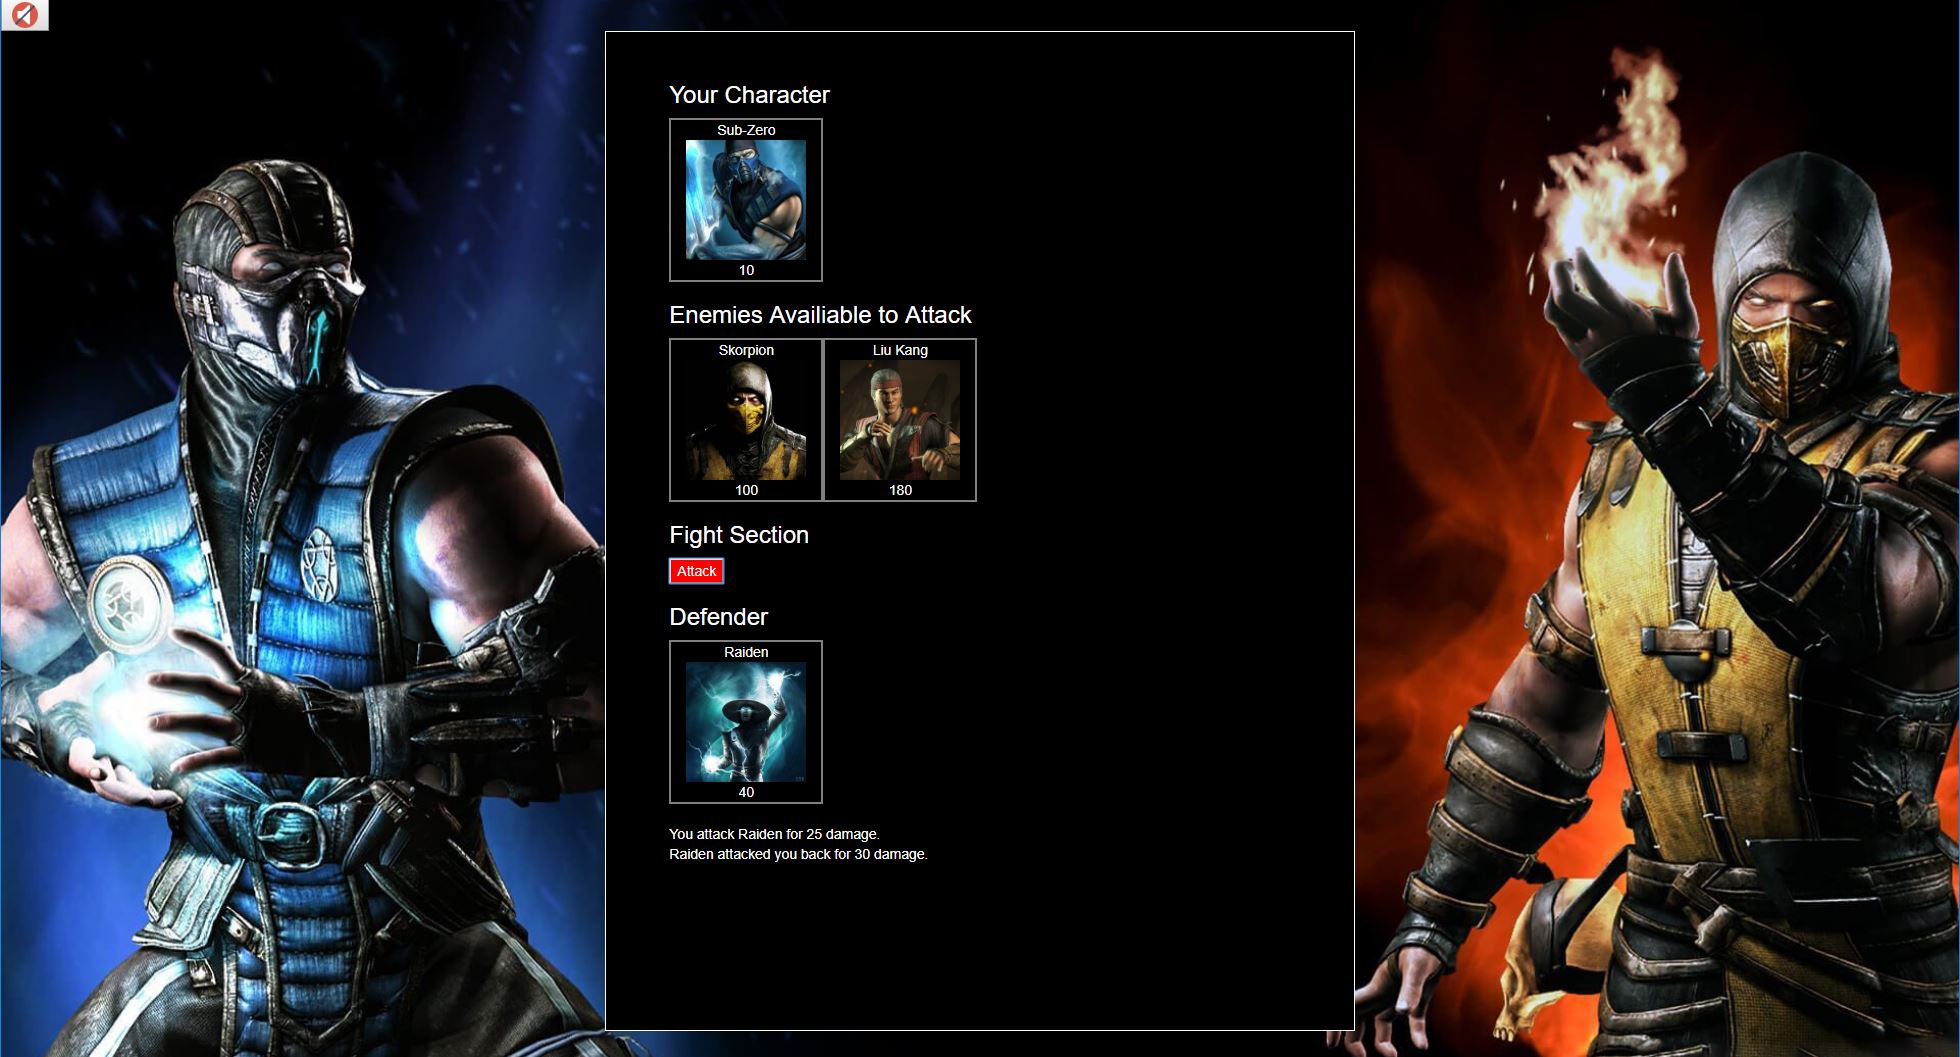 Your Character
Sub-Zero
10
Enemies Availiable to Attack
Skorpion
Liu Kang
100
180
Fight Section
Attack
Defender
Raiden
40
You attack Raiden for 25 damage.
Raiden attacked you back for 30 damage.